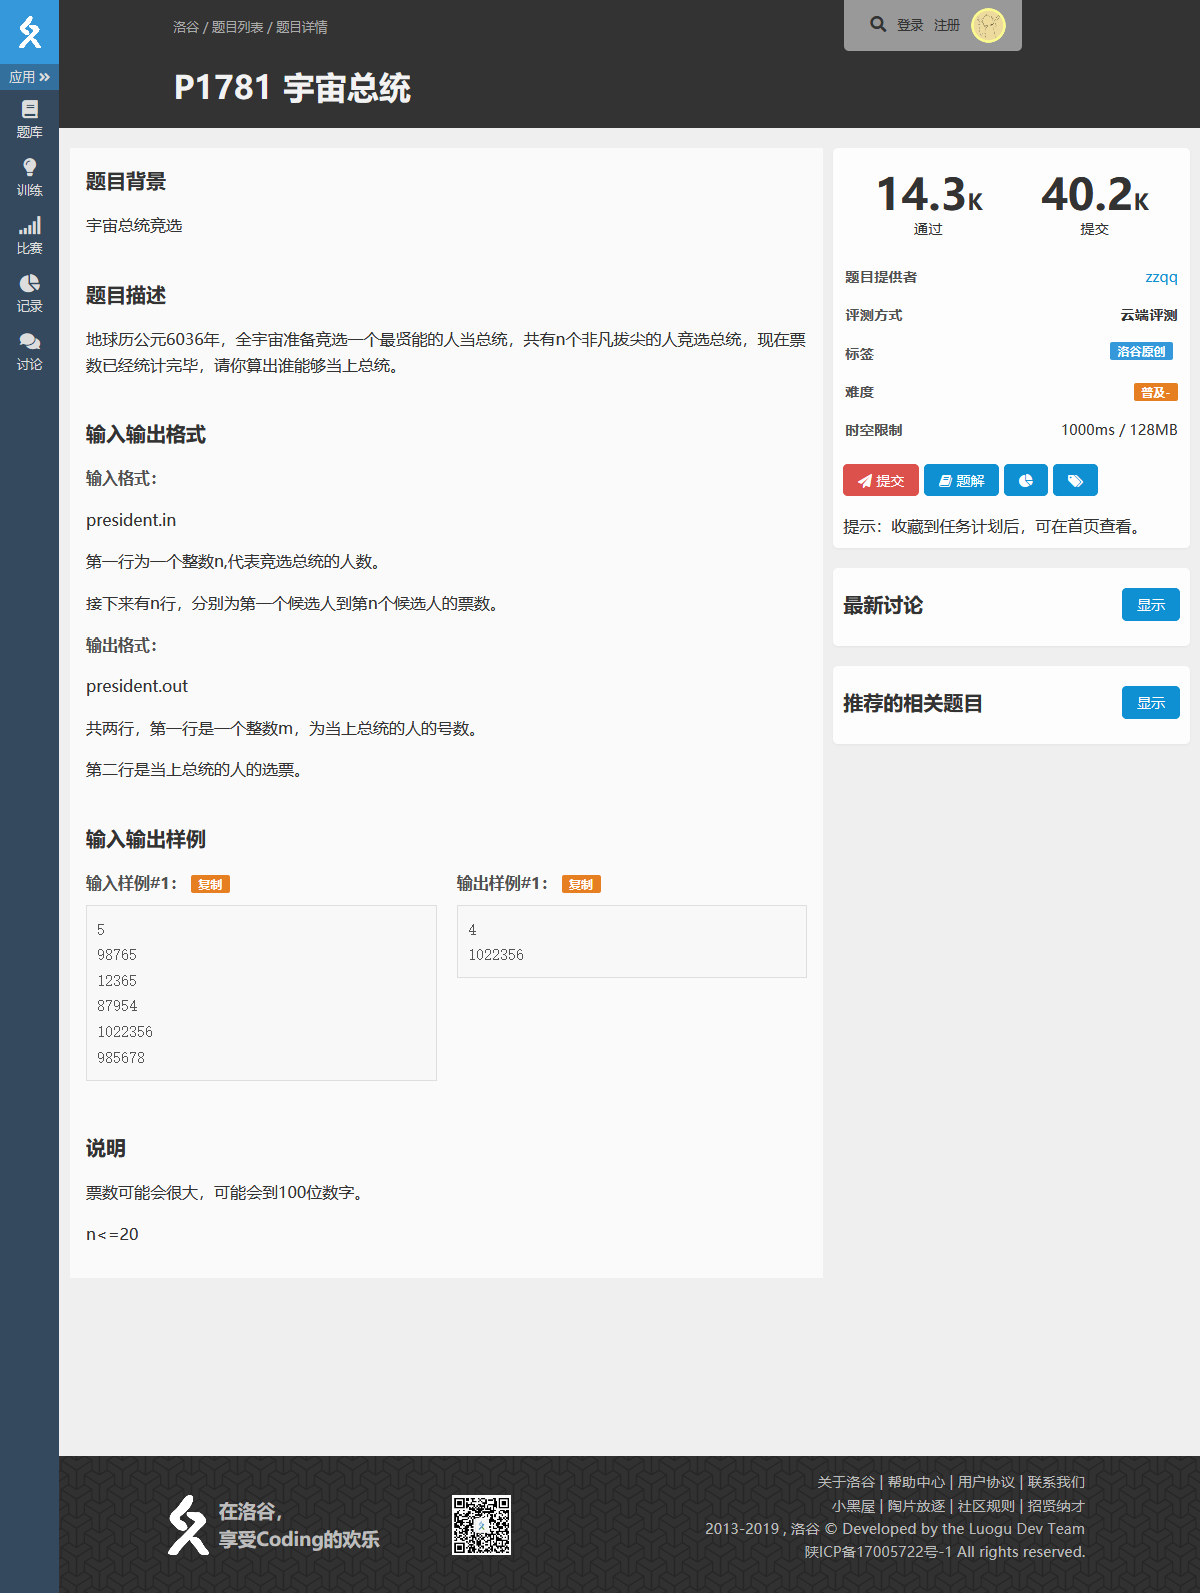 应用
题库
训练
比赛
记录
讨论
洛谷 / 题目列表 / 题目详情
登录 注册
P1781 宇宙总统
题目背景
宇宙总统竞选
题目描述
地球历公元6036年，全宇宙准备竞选一个最贤能的人当总统，共有n个非凡拔尖的人竞选总统，现在票
数已经统计完毕，请你算出谁能够当上总统。
输入输出格式
输入格式：
president.in
第一行为一个整数n,代表竞选总统的人数。
接下来有n行，分别为第一个候选人到第n个候选人的票数。
输出格式：
president.out
共两行，第一行是一个整数m，为当上总统的人的号数。
第二行是当上总统的人的选票。
输入输出样例
输入样例#1： 复制
5
98765
12365
87954
1022356
985678
输出样例#1： 复制
4
1022356
说明
票数可能会很大，可能会到100位数字。
n<=20
14.3K 40.2K
通过 提交
题目提供者 zzqq
评测方式 云端评测
标签 洛谷原创
难度 普及-
时空限制 1000ms / 128MB
提交 题解
提示：收藏到任务计划后，可在首页查看。
最新讨论 显示
推荐的相关题目 显示
在洛谷，
享受Coding的欢乐
关于洛谷 | 帮助中心 | 用户协议 | 联系我们
小黑屋 | 陶片放逐 | 社区规则 | 招贤纳才
2013-2019 , 洛谷 © Developed by the Luogu Dev Team
陕ICP备17005722号-1 All rights reserved.